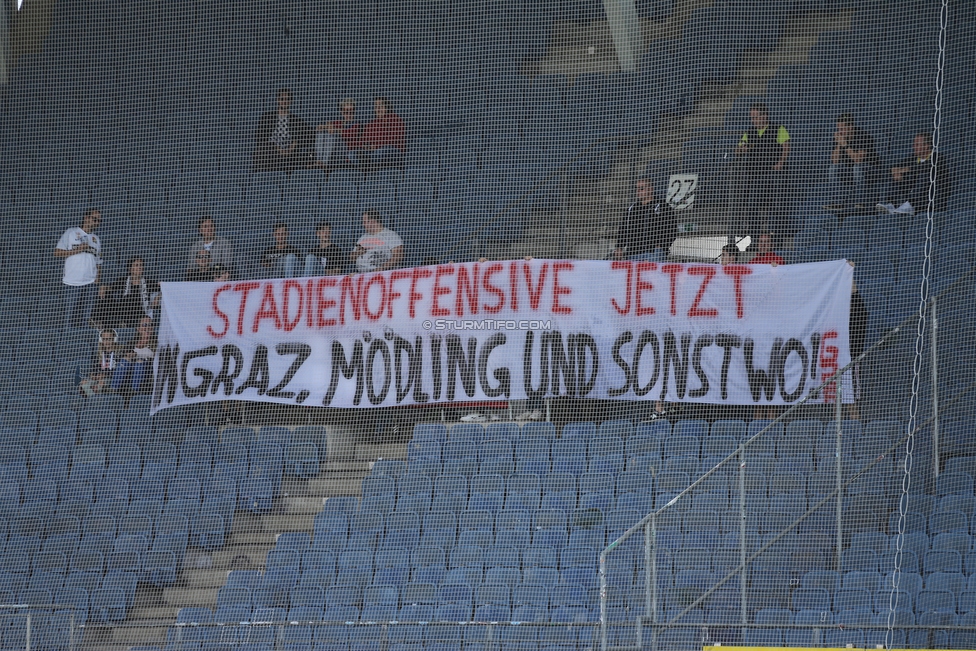 27
STADIENOFFENSIVE JETZT
© STURMTIFO.COM
IN GRAZ, MÖDLING UND SONSTWO!